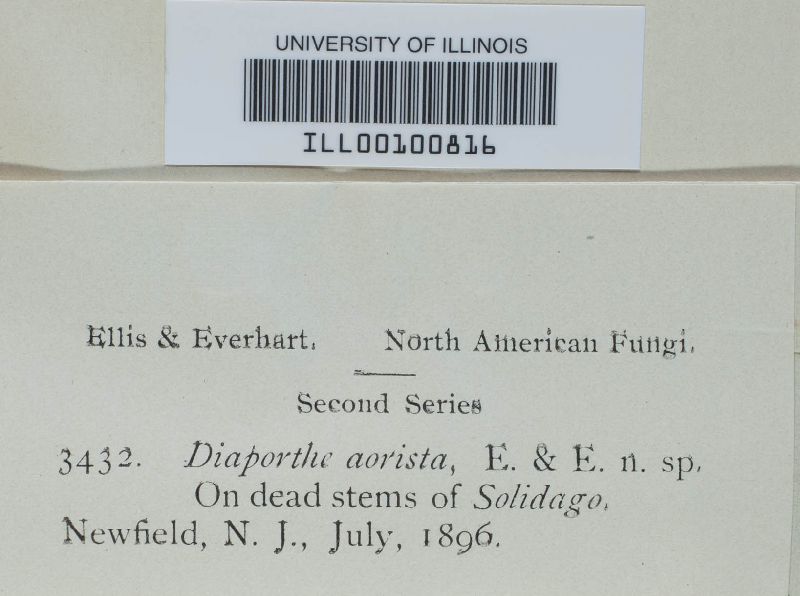 UNIVERSITY OF ILLINOIS
ILL00100816
Ellis & Everhart. North American Fungi.
Second Series
3432. Diaporthe aorista, E. & E. n. sp.
On dead stems of Solidago.
Newfield, N. J., July, 1896.